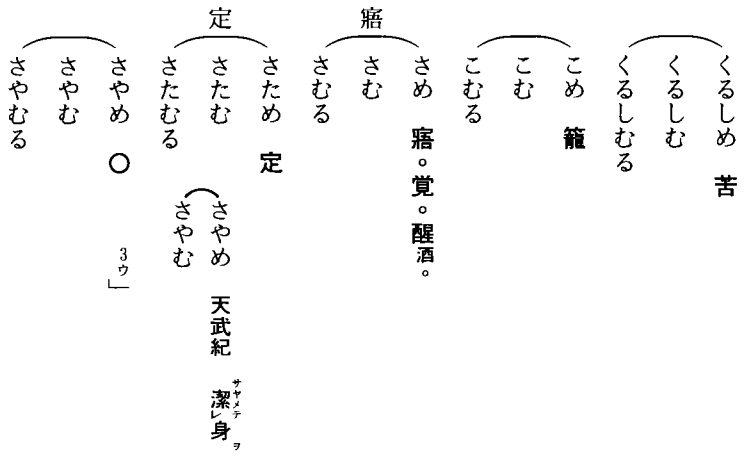 くるしめ 苦
くるしむ
くるしむる
こめ 籠
こむ
こむる
寤
さめ 寤。覚。醒酒。
さむ
さむる
定
さため 定
さたむ
さたむる
さやめ 天武紀 潔レ身 サヤメテ ヲ
さやむ
さやめ ○ 3ウ」
さやむ
さやむる